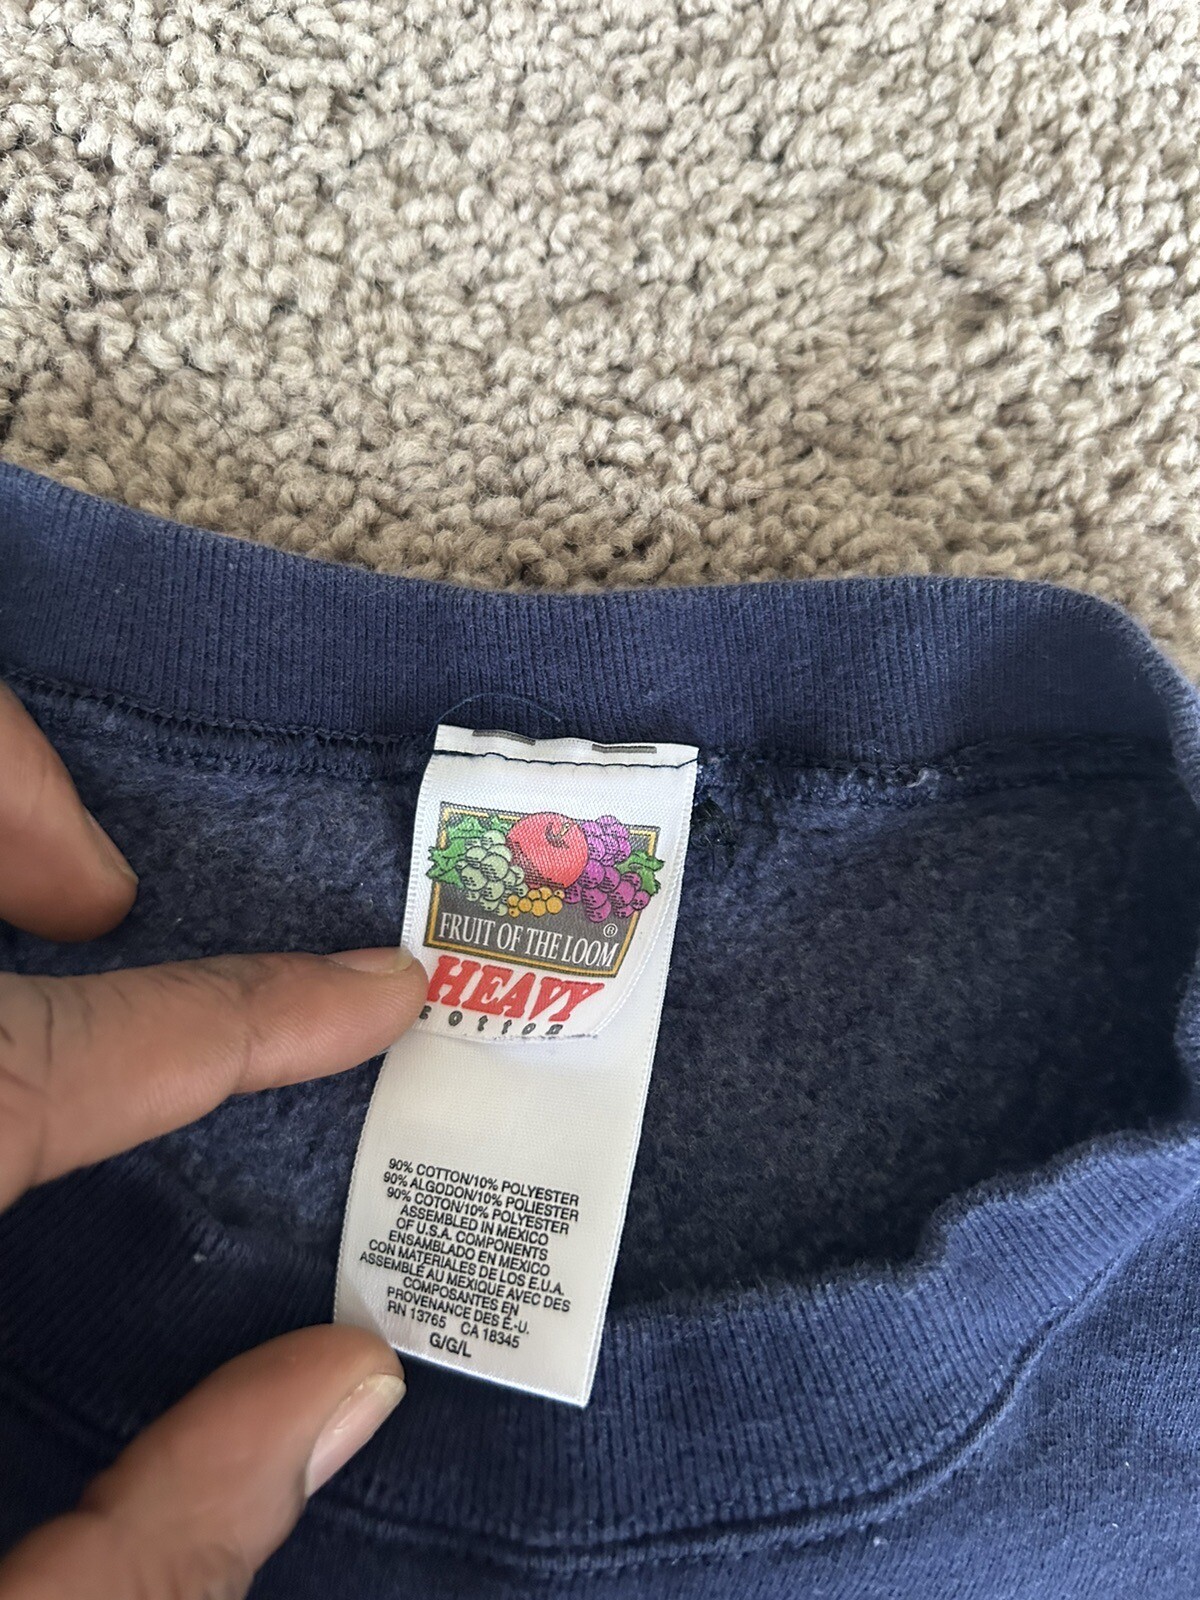 FRUIT OF THE LOOM ®
HEAVY
cotton
90% COTTON/10% POLYESTER
90% ALGODON/10% POLIESTER
90% COTON/10% POLYESTER
ASSEMBLED IN MEXICO
OF U.S.A. COMPONENTS
ENSAMBLADO EN MEXICO
CON MATERIALES DE LOS E.U.A.
ASSEMBLÉ AU MEXIQUE AVEC DES
COMPOSANTES EN
PROVENANCE DES É.-U.
RN 13765 CA 18345
G/G/L